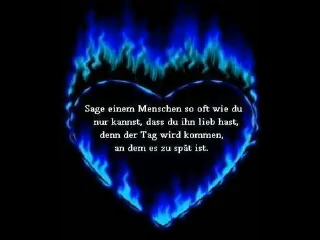 Sage einem Menschen so oft wie du
nur kannst, dass du ihn lieb hast,
denn der Tag wird kommen,
an dem es zu spät ist.